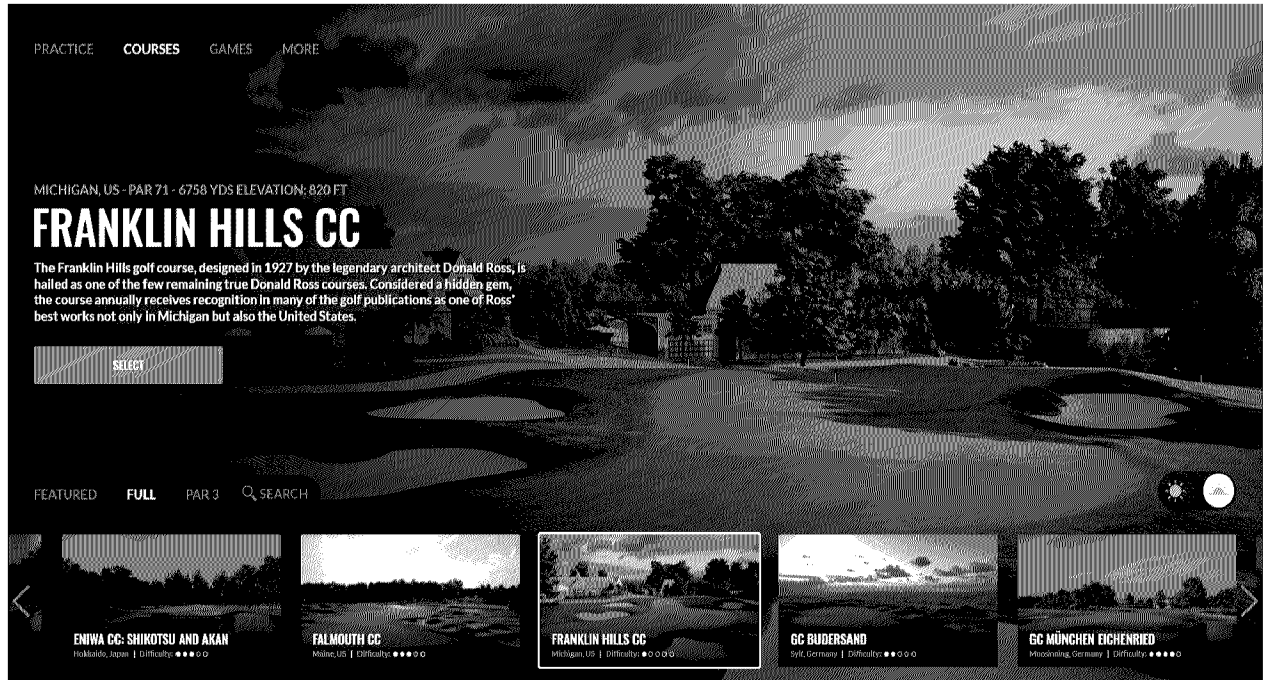 PRACTICE COURSES GAMES MORE
MICHIGAN, US - PAR 71 - 6758 YDS ELEVATION: 820 FT
FRANKLIN HILLS CC
The Franklin Hills golf course, designed in 1927 by the legendary architect Donald Ross, is
hailed as one of the few remaining true Donald Ross courses. Considered a hidden gem,
the course annually receives recognition in many of the golf publications as one of Ross'
best works not only in Michigan but also the United States.
SELECT
FEATURED FULL PAR 3 SEARCH
ENIWA CC: SHIKOTSU AND AKAN
Hokkaido, Japan | Difficulty:
FALMOUTH CC
Maine, US | Difficulty:
FRANKLIN HILLS CC
Michigan, US | Difficulty:
GC BUDERSAND
Sylt, Germany | Difficulty:
GC MÜNCHEN EICHENRIED
Moosinning, Germany | Difficulty: